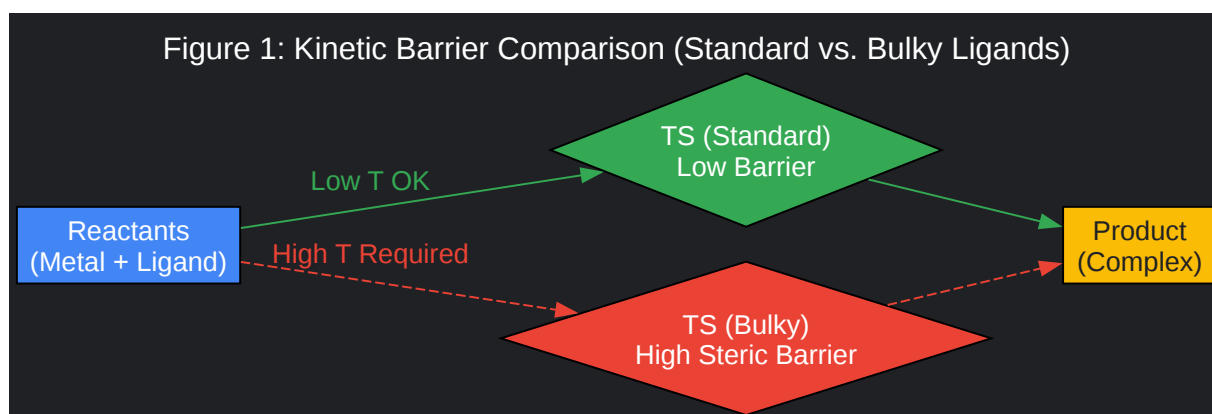 Figure 1: Kinetic Barrier Comparison (Standard vs. Bulky Ligands)
TS (Standard)
Low Barrier
Low T OK
Reactants
(Metal + Ligand)
High T Required
Product
(Complex)
TS (Bulky)
High Steric Barrier